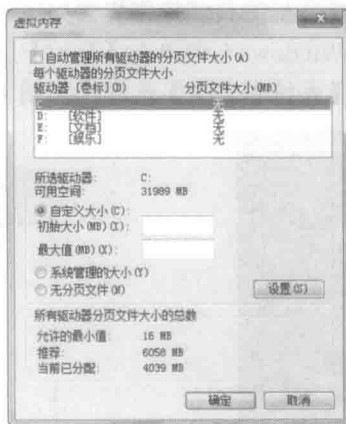 虚拟内存
自动管理所有驱动器的分页文件大小(A)
每个驱动器的分页文件大小
驱动器 [卷标](D) 分页文件大小(MB)
C: 无
D: [软件] 无
E: [文档] 无
F: [娱乐] 无
所选驱动器: C:
可用空间: 31989 MB
自定义大小(C):
初始大小(MB)(I):
最大值(MB)(X):
系统管理的大小(Y)
无分页文件(N) 设置(S)
所有驱动器分页文件大小的总数
允许的最小值: 16 MB
推荐: 6058 MB
当前已分配: 4039 MB
确定 取消